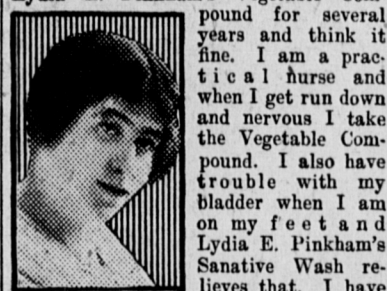 pound for several
years and think it
fine. I am a prac-
tical nurse and
when I get run down
and nervous I take
the Vegetable Com-
pound. I also have
trouble with my
bladder when I am
on my feet and
Lydia E. Pinkham's
Sanative Wash re-
lieves that. I have